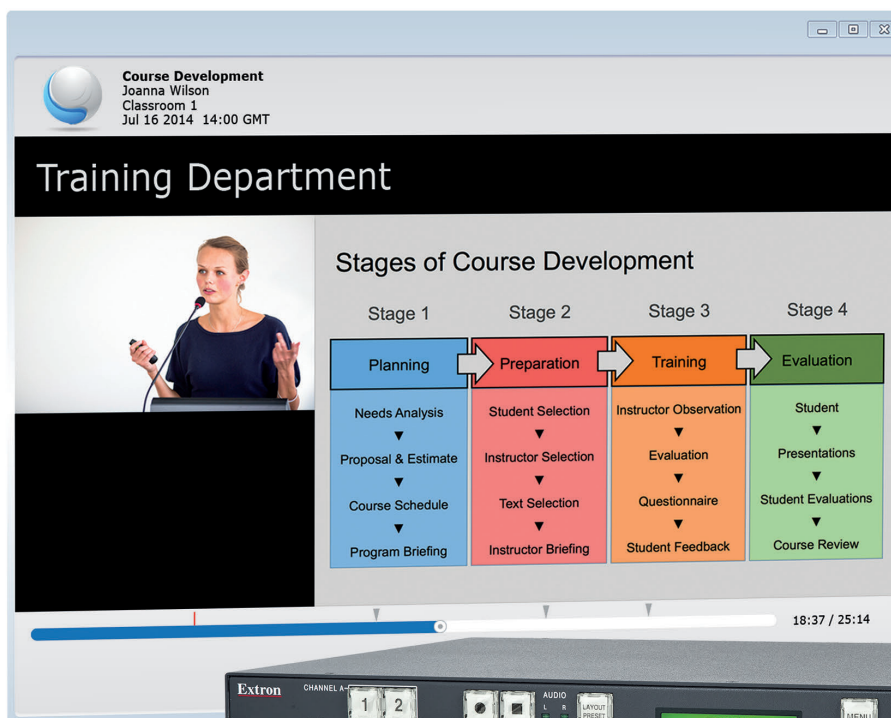 Course Development
Joanna Wilson
Classroom 1
Jul 16 2014 14:00 GMT
Training Department
Stages of Course Development
Stage 1
Stage 2
Stage 3
Stage 4
Planning
Preparation
Training
Evaluation
Needs Analysis
Proposal & Estimate
Course Schedule
Program Briefing
Student Selection
Instructor Selection
Text Selection
Instructor Briefing
Instructor Observation
Evaluation
Questionnaire
Student Feedback
Student
Presentations
Student Evaluations
Course Review
18:37 / 25:14
Extron
CHANNEL A
1
2
AUDIO
L R
LAYOUT
PRESET
MENU